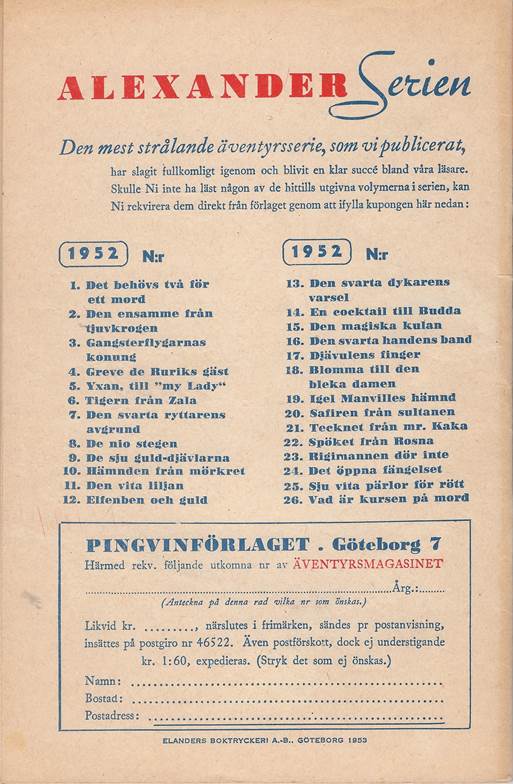 ALEXANDER Serien
Den mest strålande äventyrsserie, som vi publicerat,
har slagit fullkomligt igenom och blivit en klar succé bland våra läsare.
Skulle Ni inte ha läst någon av de hittills utgivna volymerna i serien, kan
Ni rekvirera dem direkt från förlaget genom att ifylla kupongen här nedan:
1952 N:r
1. Det behövs två för
ett mord
2. Den ensamme från
tjuvkrogen
3. Gangsterflygarnas
konung
4. Greve de Ruriks gäst
5. Yxan, till "my Lady"
6. Tigern från Zala
7. Den svarta ryttarens
avgrund
8. De nio stegen
9. De sju guld-djävlarna
10. Hämnden från mörkret
11. Den vita liljan
12. Elfenben och guld
1952 N:r
13. Den svarta dykarens
varsel
14. En cocktail till Budda
15. Den magiska kulan
16. Den svarta handens band
17. Djävulens finger
18. Blomma till den
bleka damen
19. Igel Manvilles hämnd
20. Safiren från sultanen
21. Tecknet från mr. Kaka
22. Spöket från Rosna
23. Rigimannen dör inte
24. Det öppna fängelset
25. Sju vita pärlor för rött
26. Vad är kursen på mord
PINGVINFÖRLAGET . Göteborg 7
Härmed rekv. följande utkomna nr av ÄVENTYRSMAGASINET
Årg.:........
(Anteckna på denna rad vilka nr som önskas.)
Likvid kr. ........., närslutes i frimärken, sändes pr postanvisning,
insättes på postgiro nr 46522. Även postförskott, dock ej understigande
kr. 1:60, expedieras. (Stryk det som ej önskas.)
Namn:
Bostad:
Postadress:
ELANDERS BOKTRYCKERI A.-B., GÖTEBORG 1953